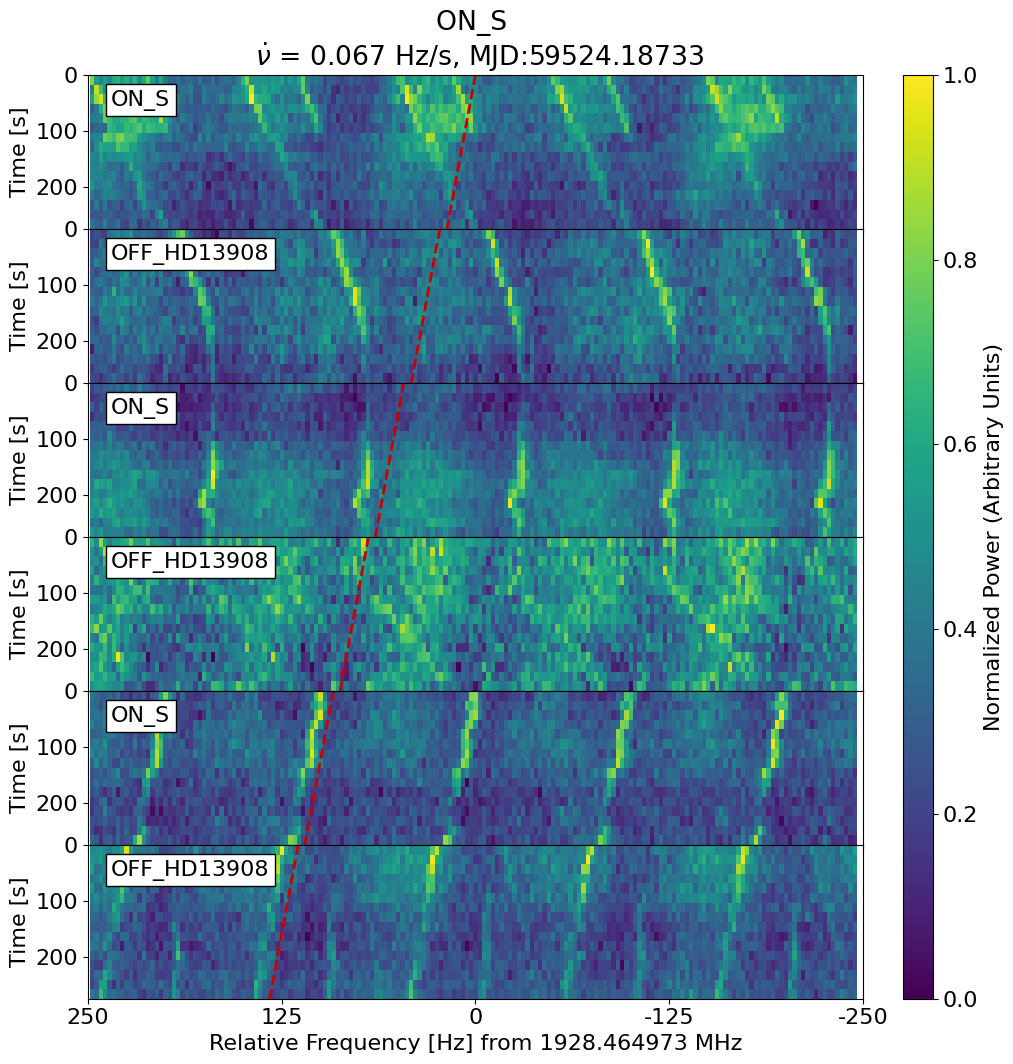 ON_S
ν̇ = 0.067 Hz/s, MJD:59524.18733
0
100
200
Time [s]
ON_S
0
100
200
Time [s]
OFF_HD13908
0
100
200
Time [s]
ON_S
0
100
200
Time [s]
OFF_HD13908
0
100
200
Time [s]
ON_S
0
100
200
Time [s]
OFF_HD13908
250 125 0 -125 -250
Relative Frequency [Hz] from 1928.464973 MHz
1.0
0.8
0.6
0.4
0.2
0.0
Normalized Power (Arbitrary Units)